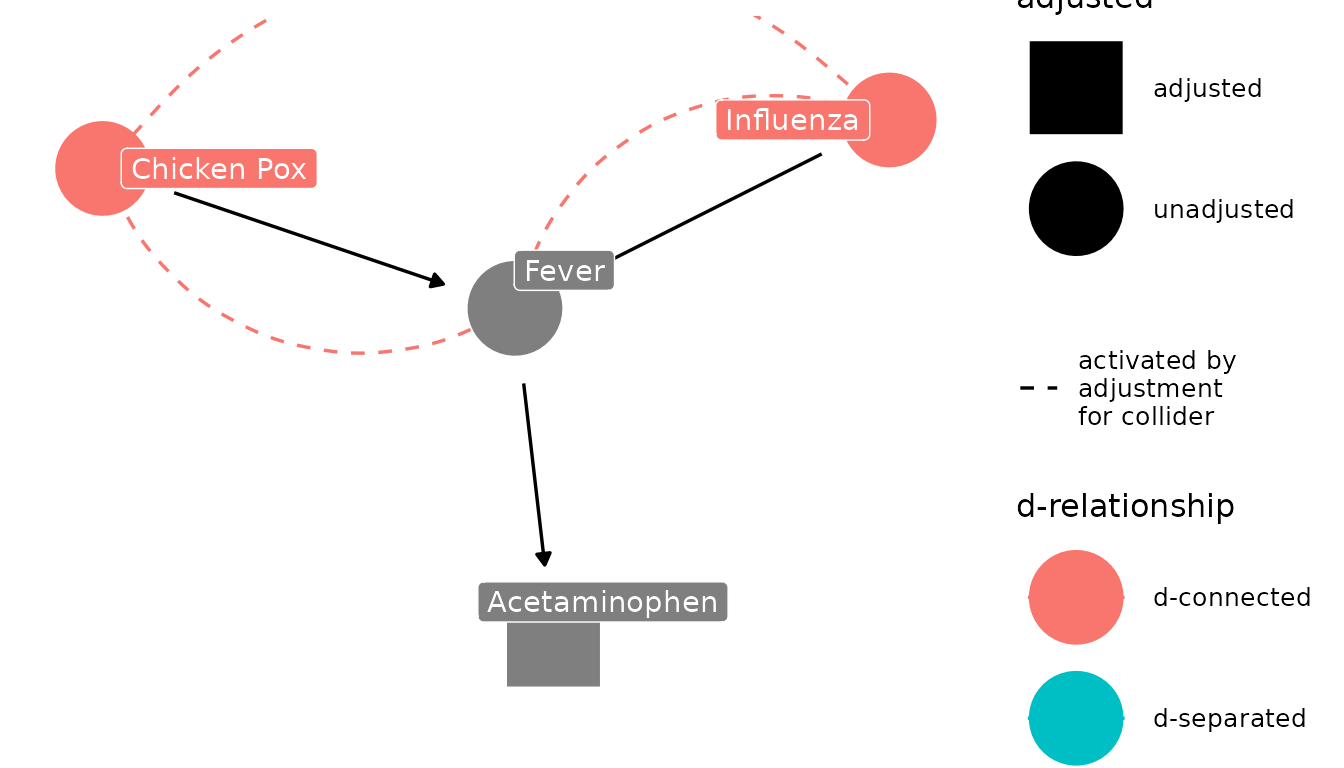 adjusted
adjusted
Influenza
Chicken Pox
unadjusted
Fever
activated by
adjustment
for collider
d-relationship
Acetaminophen
d-connected
d-separated